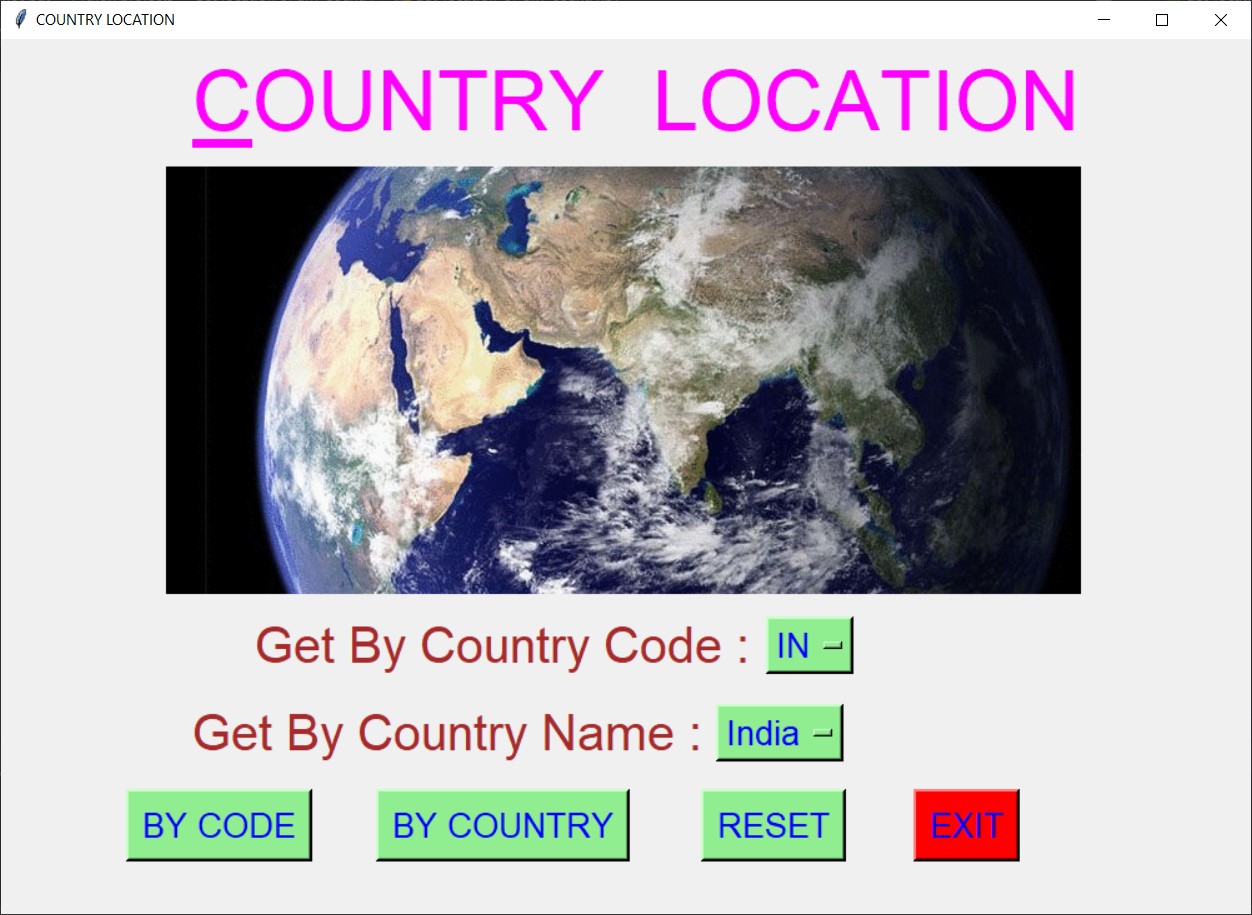 COUNTRY LOCATION
COUNTRY LOCATION
Get By Country Code : IN
Get By Country Name : India
BY CODE BY COUNTRY RESET EXIT